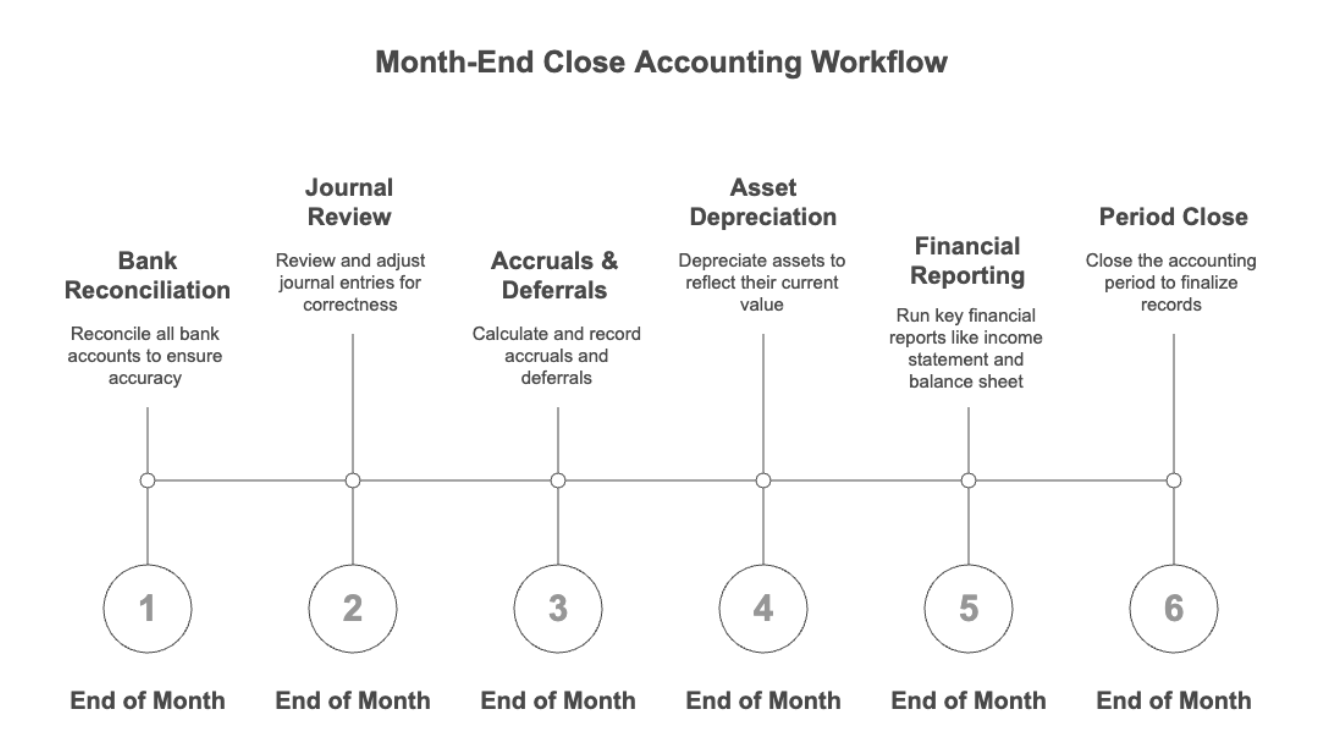 Month-End Close Accounting Workflow
Bank
Reconciliation
Reconcile all bank
accounts to ensure
accuracy
Journal
Review
Review and adjust
journal entries for
correctness
Accruals &
Deferrals
Calculate and record
accruals and
deferrals
Asset
Depreciation
Depreciate assets to
reflect their current
value
Financial
Reporting
Run key financial
reports like income
statement and
balance sheet
Period Close
Close the accounting
period to finalize
records
1
2
3
4
5
6
End of Month
End of Month
End of Month
End of Month
End of Month
End of Month